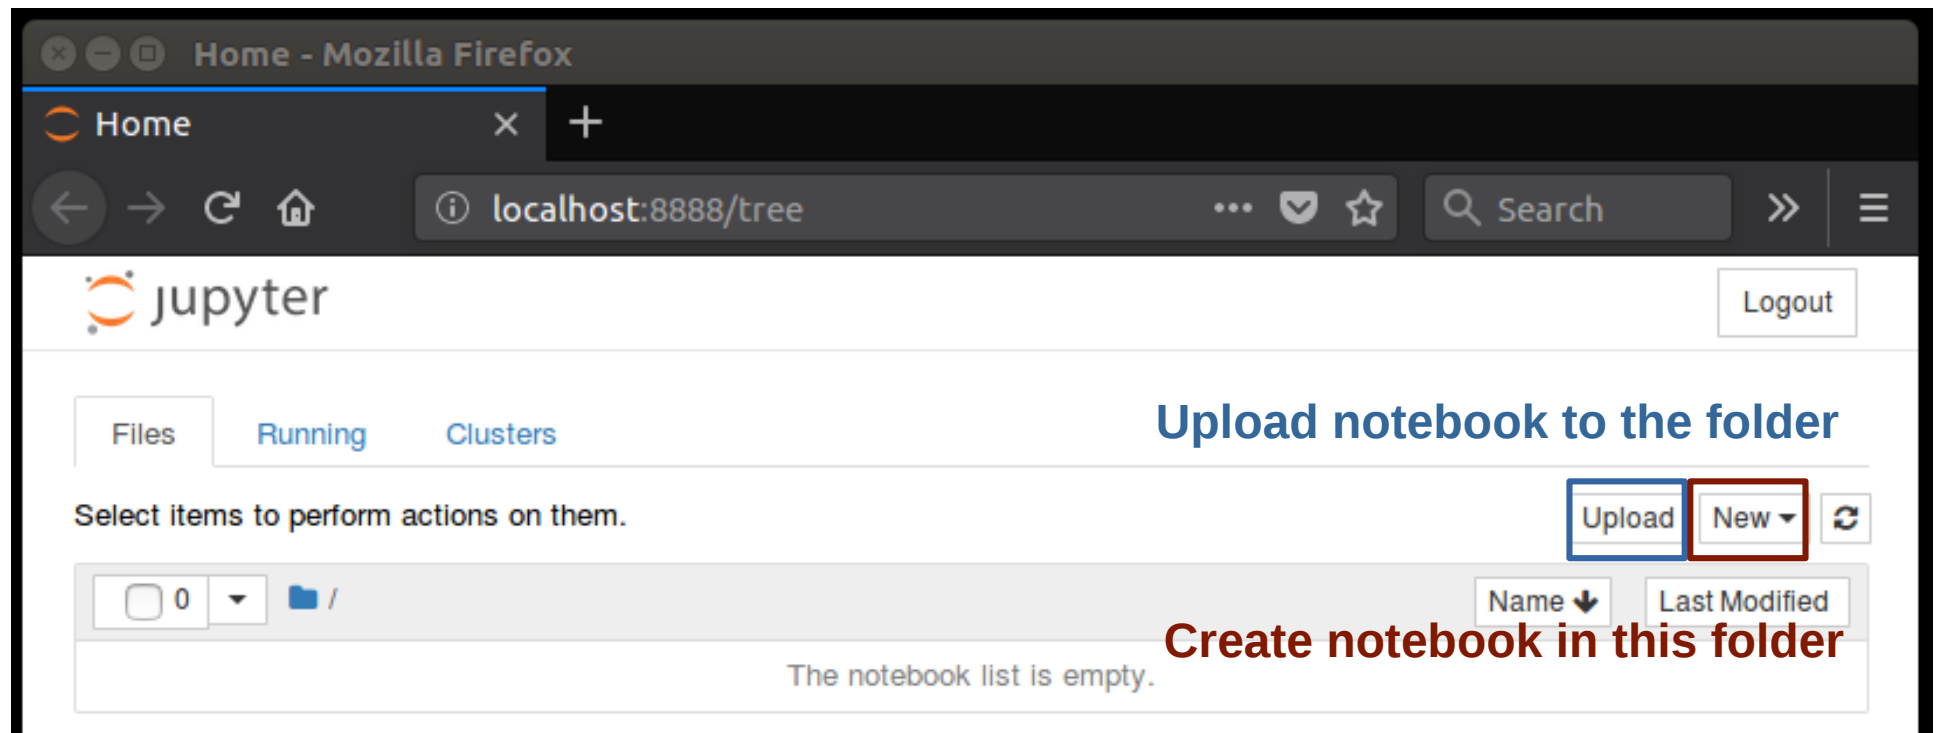 Home - Mozilla Firefox
Home
localhost:8888/tree
Search
jupyter
Logout
Files Running Clusters
Upload notebook to the folder
Select items to perform actions on them.
Upload New
0 /
Name Last Modified
Create notebook in this folder
The notebook list is empty.